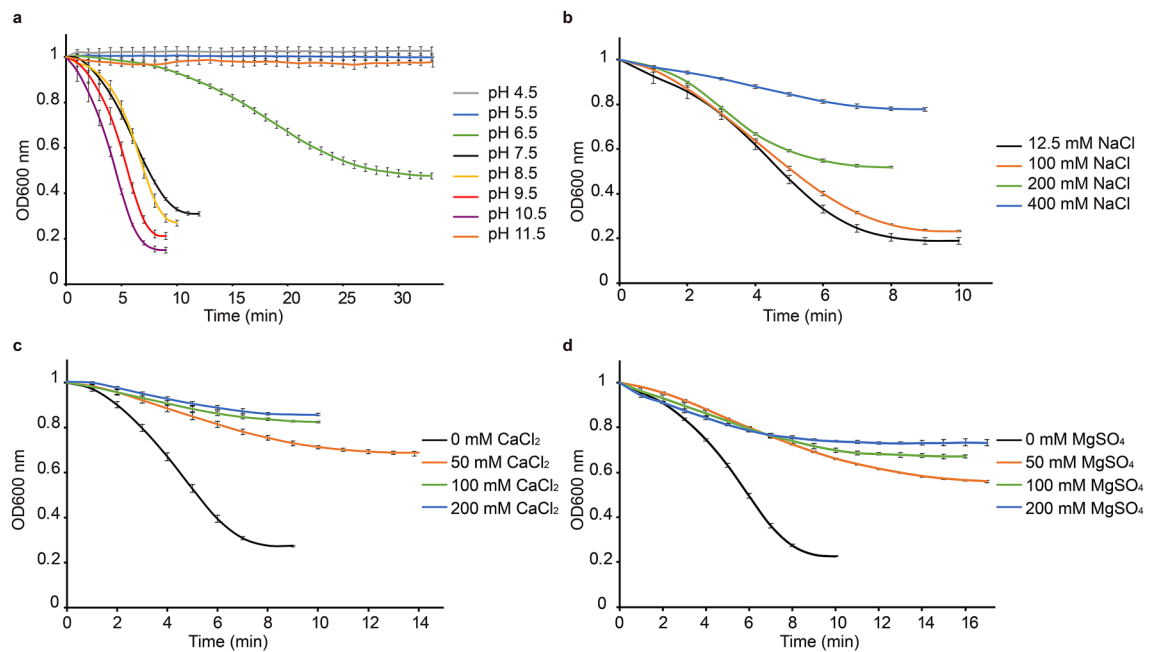 a
1
0.8
0.6
0.4
0.2
0
OD600 nm
0 5 10 15 20 25 30
Time (min)
pH 4.5
pH 5.5
pH 6.5
pH 7.5
pH 8.5
pH 9.5
pH 10.5
pH 11.5
b
1
0.8
0.6
0.4
0.2
0
OD600 nm
0 2 4 6 8 10
Time (min)
12.5 mM NaCl
100 mM NaCl
200 mM NaCl
400 mM NaCl
c
1
0.8
0.6
0.4
0.2
0
OD600 nm
0 2 4 6 8 10 12 14
Time (min)
0 mM CaCl₂
50 mM CaCl₂
100 mM CaCl₂
200 mM CaCl₂
d
1
0.8
0.6
0.4
0.2
0
OD600 nm
0 2 4 6 8 10 12 14 16
Time (min)
0 mM MgSO₄
50 mM MgSO₄
100 mM MgSO₄
200 mM MgSO₄